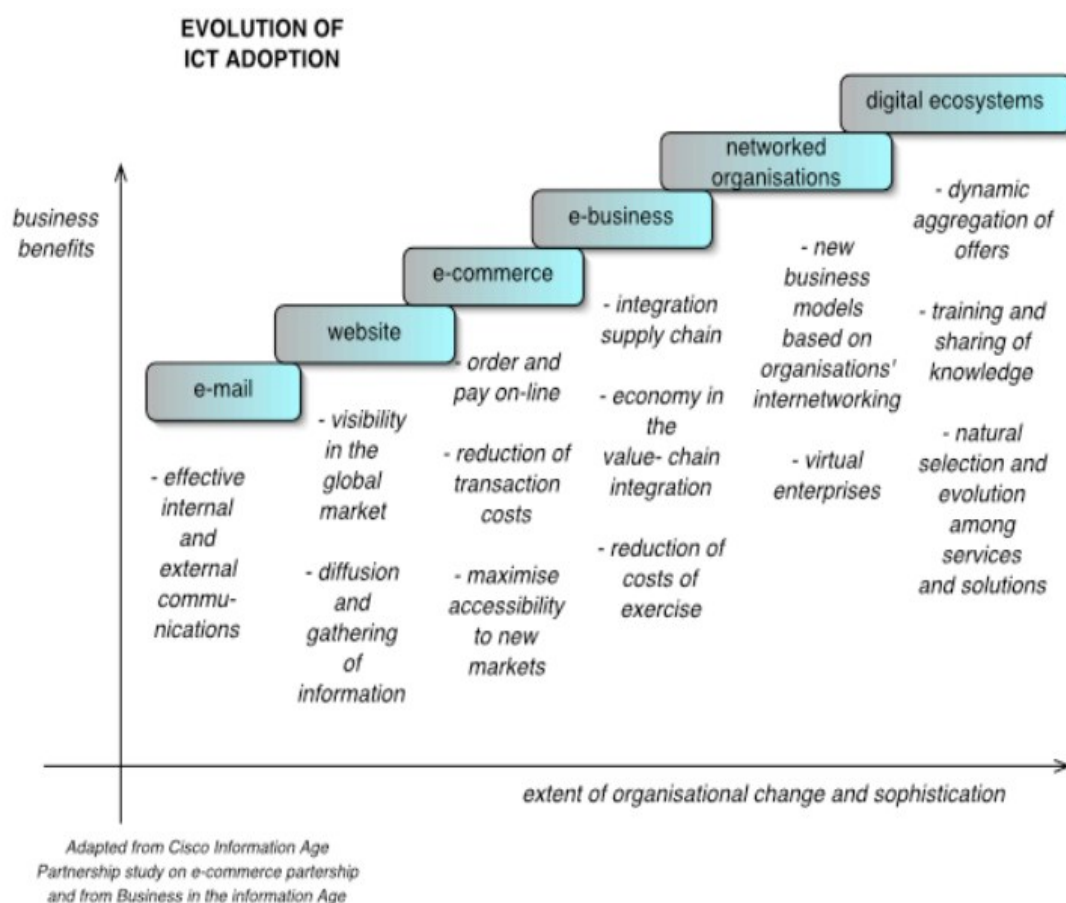 EVOLUTION OF
ICT ADOPTION
business
benefits
e-mail
- effective
internal
and
external
commu-
nications
website
- visibility
in the
global
market
- diffusion
and
gathering
of
information
e-commerce
- order and
pay on-line
- reduction of
transaction
costs
- maximise
accessibility
to new
markets
e-business
- integration
supply chain
- economy in
the
value- chain
integration
- reduction of
costs of
exercise
networked
organisations
- new
business
models
based on
organisations'
internetworking
- virtual
enterprises
digital ecosystems
- dynamic
aggregation of
offers
- training and
sharing of
knowledge
- natural
selection and
evolution
among
services
and solutions
extent of organisational change and sophistication
Adapted from Cisco Information Age
Partnership study on e-commerce partership
and from Business in the information Age